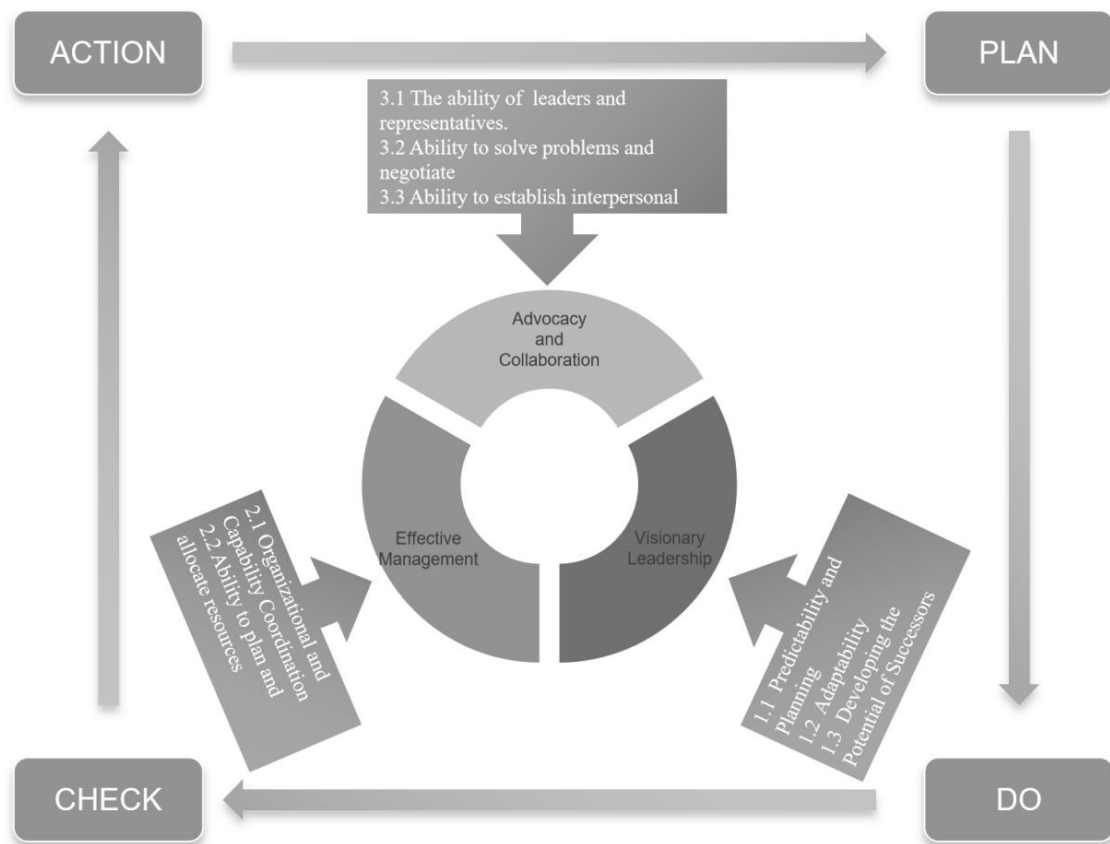 ACTION
PLAN
3.1 The ability of leaders and
representatives.
3.2 Ability to solve problems and
negotiate
3.3 Ability to establish interpersonal
Advocacy
and
Collaboration
Effective
Management
Visionary
Leadership
2.1 Organizational and
Capability Coordination
2.2 Ability to plan and
allocate resources
1.1 Predictability and
Planning
1.2 Adaptability
1.3 Developing the
Potential of Successors
CHECK
DO